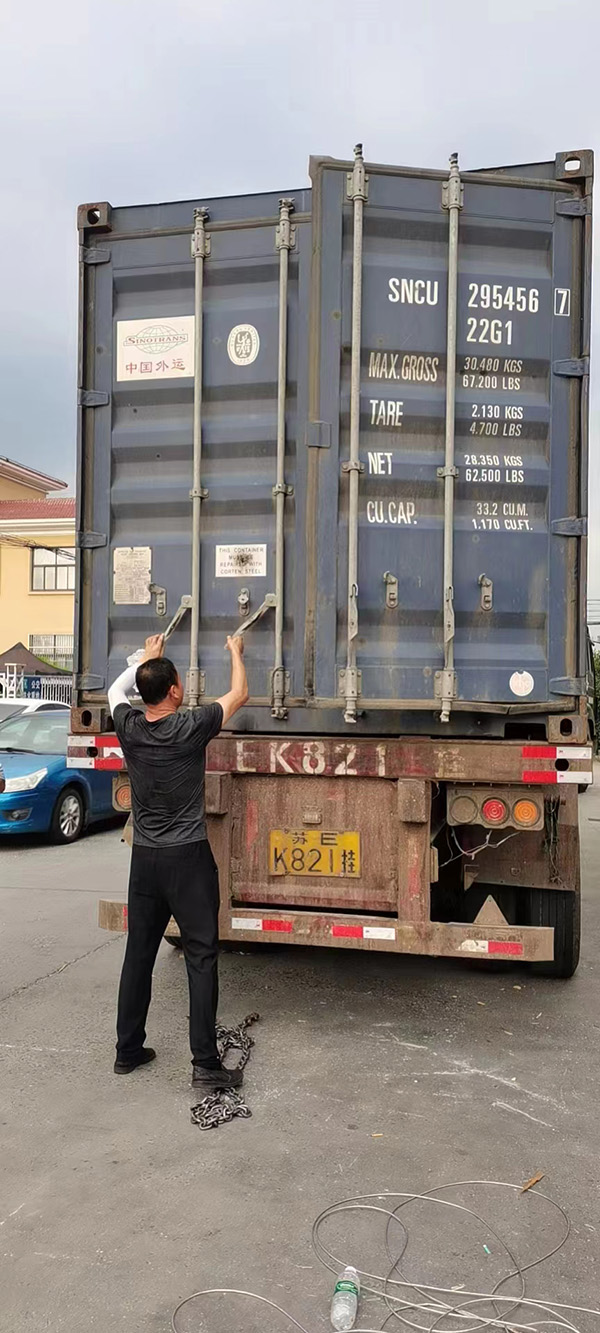 SNCU 295456 7
22G1
MAX.GROSS 30.480 KGS
67.200 LBS
TARE 2.130 KGS
4.700 LBS
NET 28.350 KGS
62.500 LBS
CU.CAP. 33.2 CU.M.
1.170 CU.FT.
SINOTRANS
中国外运
THIS CONTAINER
MUST BE
REPAIRED WITH
CORTEN STEEL
EK821
苏E
K821挂